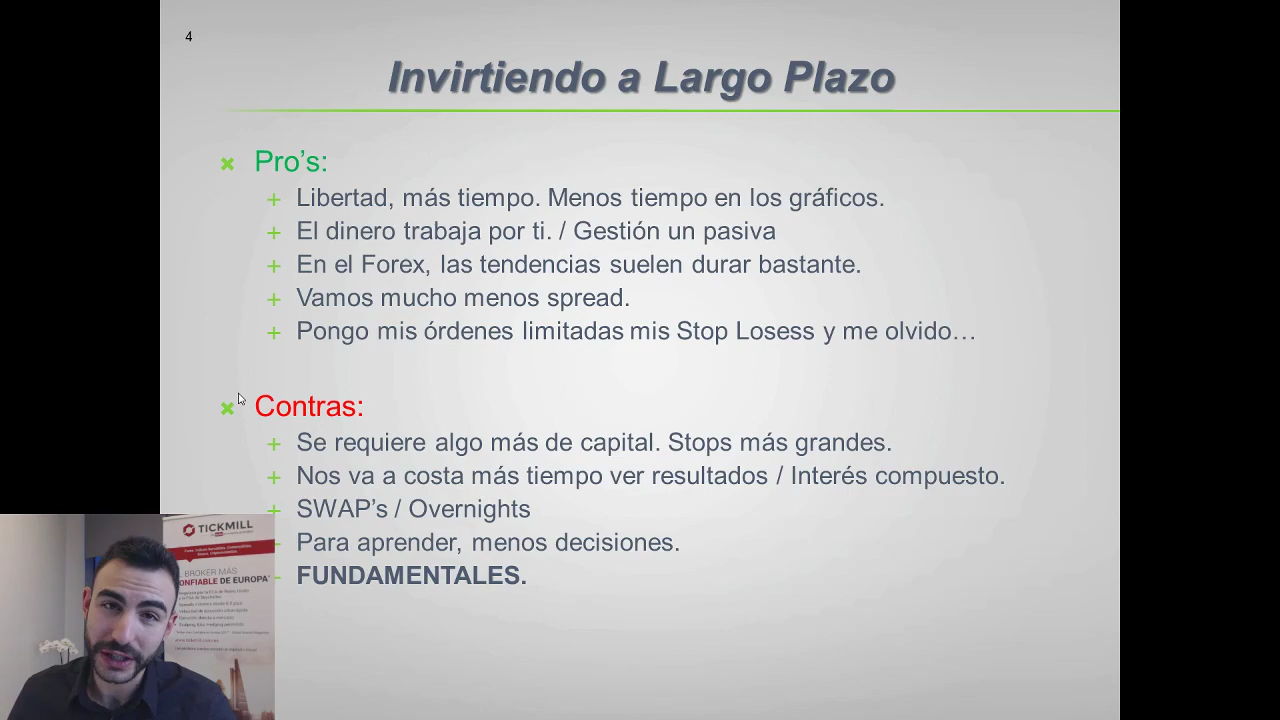 4
Invirtiendo a Largo Plazo
Pro's:
Libertad, más tiempo. Menos tiempo en los gráficos.
El dinero trabaja por ti. / Gestión un pasiva
En el Forex, las tendencias suelen durar bastante.
Vamos mucho menos spread.
Pongo mis órdenes limitadas mis Stop Losess y me olvido…
Contras:
Se requiere algo más de capital. Stops más grandes.
Nos va a costa más tiempo ver resultados / Interés compuesto.
SWAP's / Overnights
Para aprender, menos decisiones.
FUNDAMENTALES.
TICKMILL
BROKER MÁS
CONFIABLE DE EUROPA*